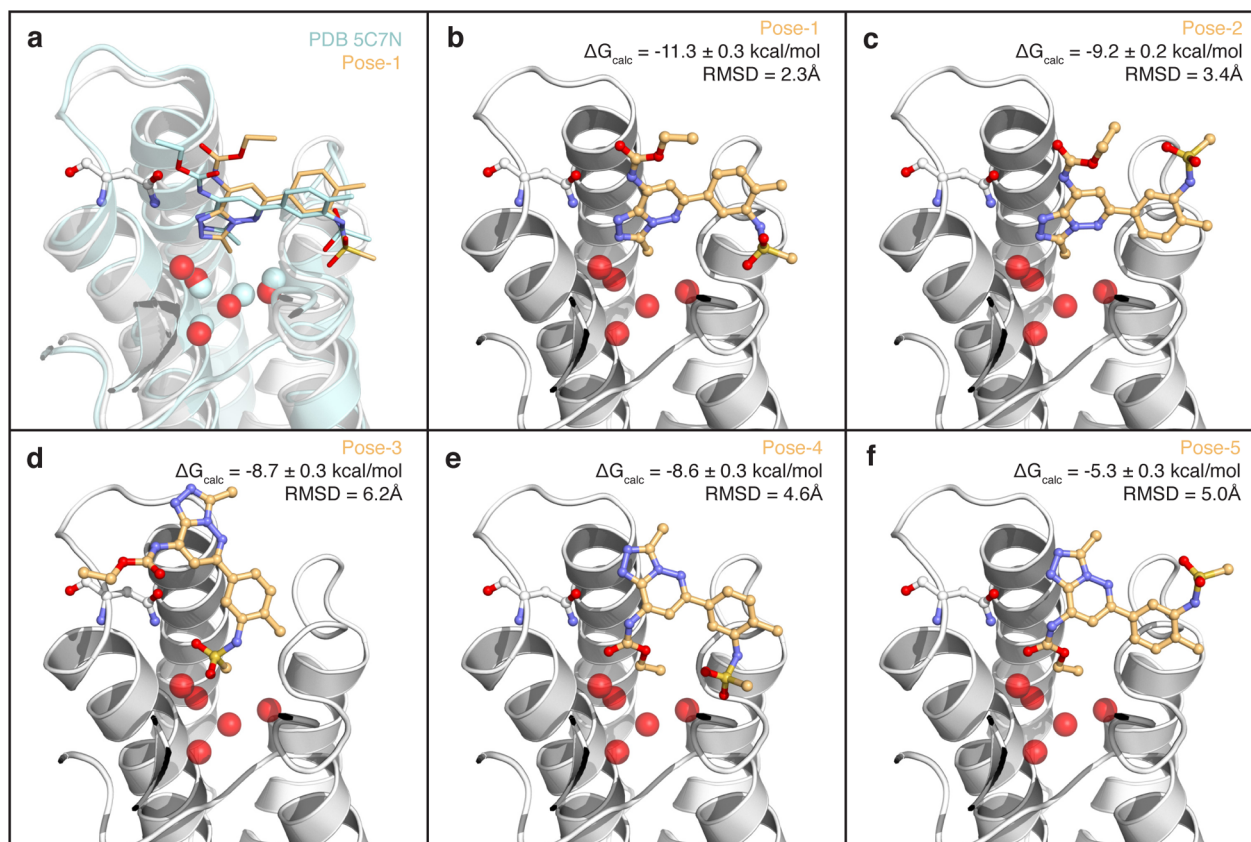 a
PDB 5C7N
Pose-1
b
Pose-1
ΔGcalc = -11.3 ± 0.3 kcal/mol
RMSD = 2.3Å
c
Pose-2
ΔGcalc = -9.2 ± 0.2 kcal/mol
RMSD = 3.4Å
d
Pose-3
ΔGcalc = -8.7 ± 0.3 kcal/mol
RMSD = 6.2Å
e
Pose-4
ΔGcalc = -8.6 ± 0.3 kcal/mol
RMSD = 4.6Å
f
Pose-5
ΔGcalc = -5.3 ± 0.3 kcal/mol
RMSD = 5.0Å